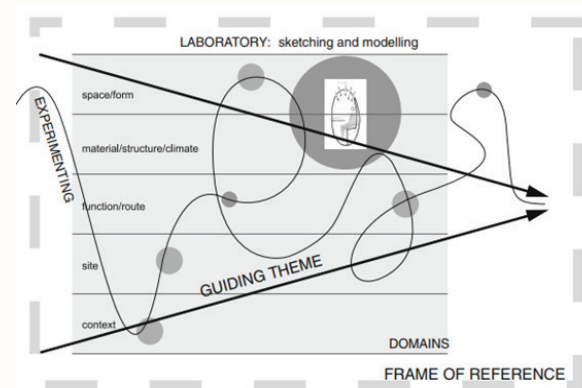 LABORATORY: sketching and modelling
space/form
EXPERIMENTING
material/structure/climate
function/route
site
GUIDING THEME
context
DOMAINS
FRAME OF REFERENCE